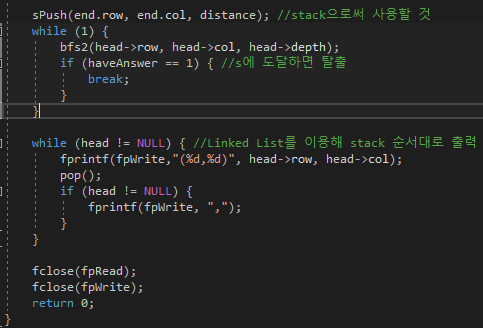 sPush(end.row, end.col, distance); //stack으로써 사용할 것
while (1) {
bfs2(head->row, head->col, head->depth);
if (haveAnswer == 1) { //s에 도달하면 탈출
break;
}
}
while (head != NULL) { //Linked List를 이용해 stack 순서대로 출력
fprintf(fpWrite,"(%d,%d)", head->row, head->col);
pop();
if (head != NULL) {
fprintf(fpWrite, ",");
}
}
fclose(fpRead);
fclose(fpWrite);
return 0;
}